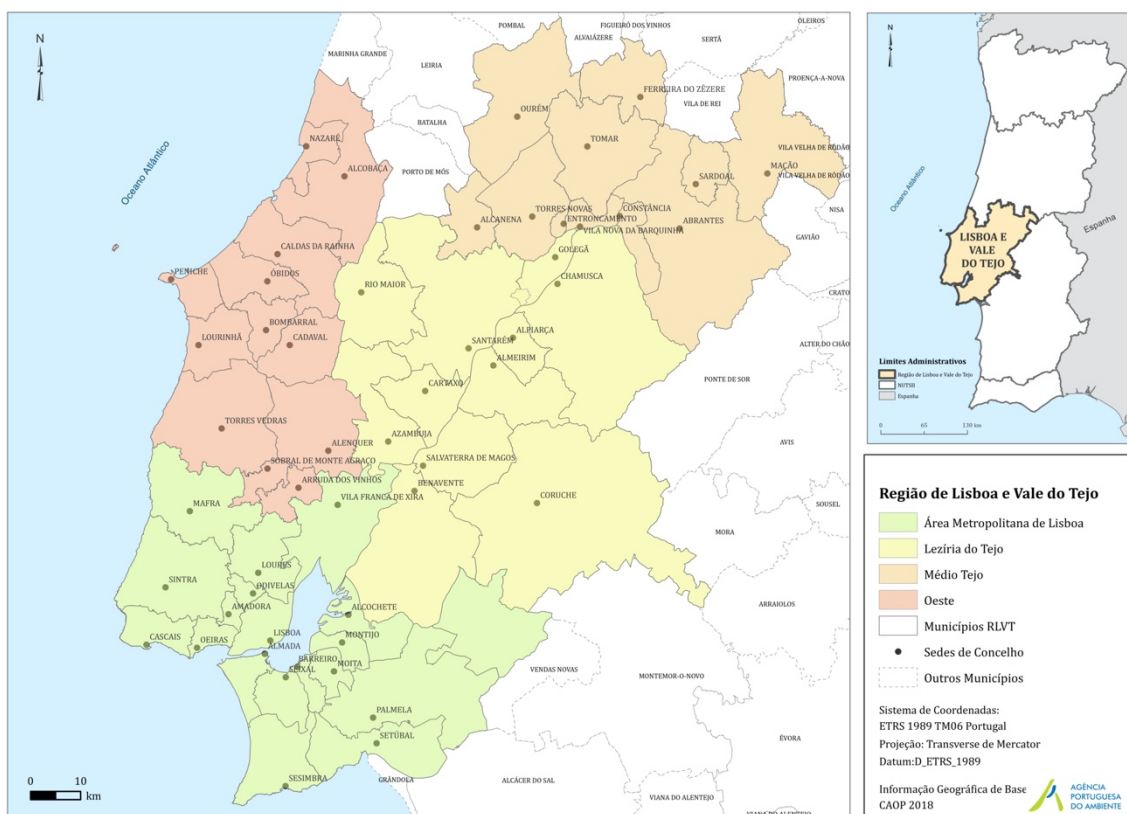 POMBAL
FIGUEIRÓ DOS VINHOS
OLEIROS
ALVAIÁZERE
SERTÃ
MARINHA GRANDE
LEIRIA
PROENÇA-A-NOVA
FERREIRA DO ZÊZERE
VILA DE REI
OURÉM
BATALHA
NAZARÉ
TOMAR
VILA VELHA DE RÓDÃO
MAÇÃO
PORTO DE MÓS
ALCOBAÇA
SARDOAL
VILA VELHA DE RÓDÃO
Oceano Atlântico
NISA
TORRES NOVAS
CONSTÂNCIA
ALCANENA
ENTRONCAMENTO
ABRANTES
VILA NOVA DA BARQUINHA
GAVIÃO
CALDAS DA RAINHA
GOLEGÃ
PENICHE
ÓBIDOS
CHAMUSCA
RIO MAIOR
CRATO
BOMBARRAL
ALPIARÇA
LOURINHÃ
CADAVAL
SANTARÉM
ALTER DO CHÃO
ALMEIRIM
PONTE DE SOR
CARTAXO
TORRES VEDRAS
AZAMBUJA
AVIS
ALENQUER
SOBRAL DE MONTE AGRAÇO
SALVATERRA DE MAGOS
ARRUDA DOS VINHOS
BENAVENTE
VILA FRANCA DE XIRA
CORUCHE
MAFRA
SOUSEL
MORA
LOURES
SINTRA
ODIVELAS
ARRAIOLOS
AMADORA
ALCOCHETE
CASCAIS
OEIRAS
LISBOA
MONTIJO
ALMADA
BARREIRO
MOITA
SEIXAL
VENDAS NOVAS
MONTEMOR-O-NOVO
PALMELA
SETÚBAL
ÉVORA
SESIMBRA
GRÂNDOLA
ALCÁCER DO SAL
VIANA DO ALENTEJO
VIANA DO ALENTEJO
N
0 10
km
N
Oceano Atlântico
Espanha
LISBOA E
VALE
DO TEJO
Limites Administrativos
Região de Lisboa e Vale do Tejo
NUTSII
Espanha
0 65 130 km
Região de Lisboa e Vale do Tejo
Área Metropolitana de Lisboa
Lezíria do Tejo
Médio Tejo
Oeste
Municípios RLVT
Sedes de Concelho
Outros Municípios
Sistema de Coordenadas:
ETRS 1989 TM06 Portugal
Projeção: Transverse de Mercator
Datum:D_ETRS_1989
Informação Geográfica de Base
CAOP 2018
AGÊNCIA
PORTUGUESA
DO AMBIENTE